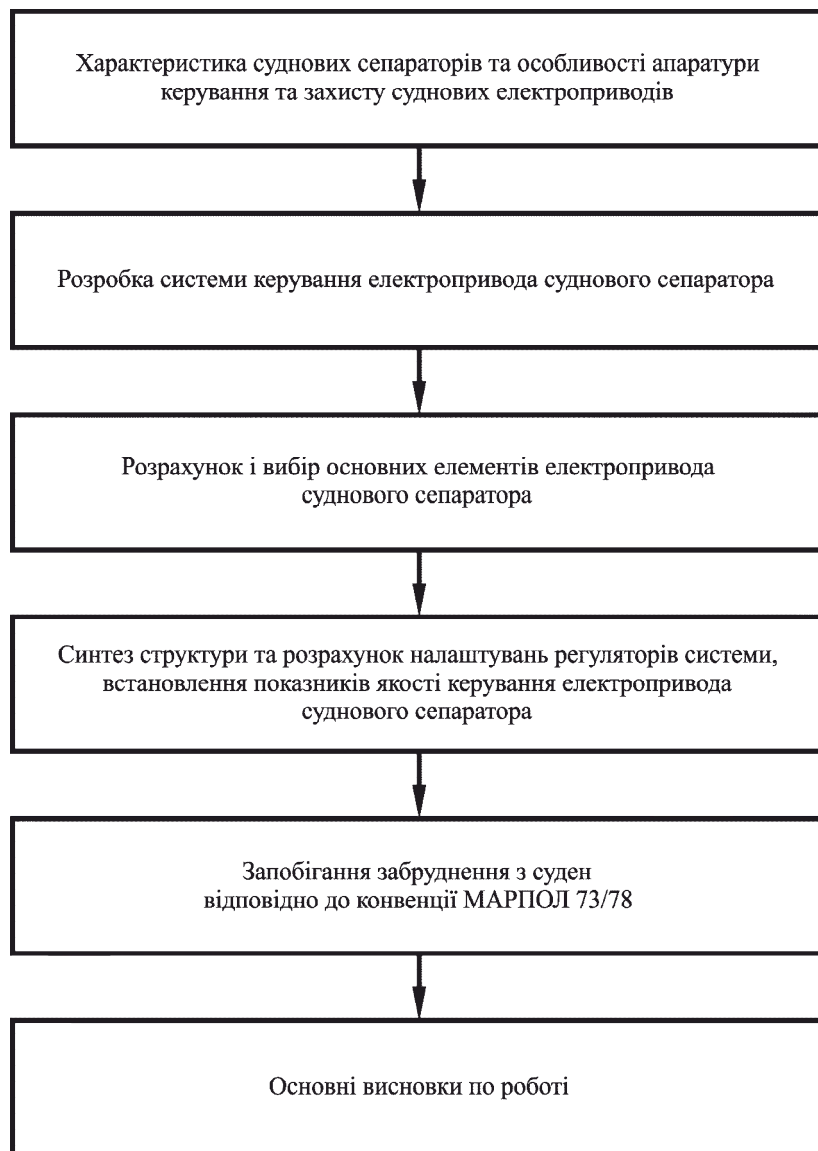 Характеристика суднових сепараторів та особливості апаратури
керування та захисту суднових електроприводів
Розробка системи керування електропривода суднового сепаратора
Розрахунок і вибір основних елементів електропривода
суднового сепаратора
Синтез структури та розрахунок налаштувань регуляторів системи,
встановлення показників якості керування електропривода
суднового сепаратора
Запобігання забруднення з суден
відповідно до конвенції МАРПОЛ 73/78
Основні висновки по роботі